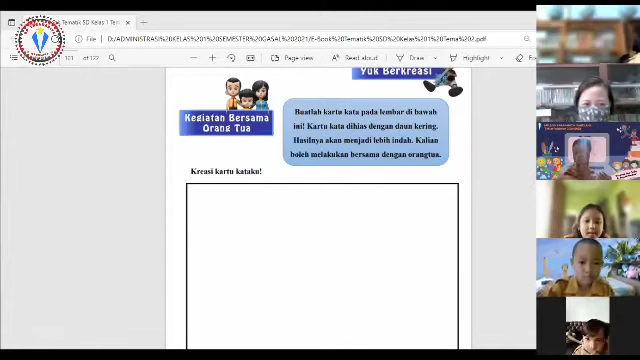 Tematik SD Kelas 1 Tem
File
D:/ADMINISTRASI%20KELAS%201%20SEMESTER%20GASAL%202021/E-Book%20Tematik%20SD%20Kelas%201%20Tema%202.pdf
101 of 122
Read aloud
Draw
Highlight
Erase
Yuk Berkreasi
Kegiatan Bersama
Orang Tua
Buatlah kartu kata pada lembar di bawah
ini! Kartu kata dihias dengan daun kering.
Hasilnya akan menjadi lebih indah. Kalian
boleh melakukan bersama dengan orangtua.
Kreasi kartu kataku!